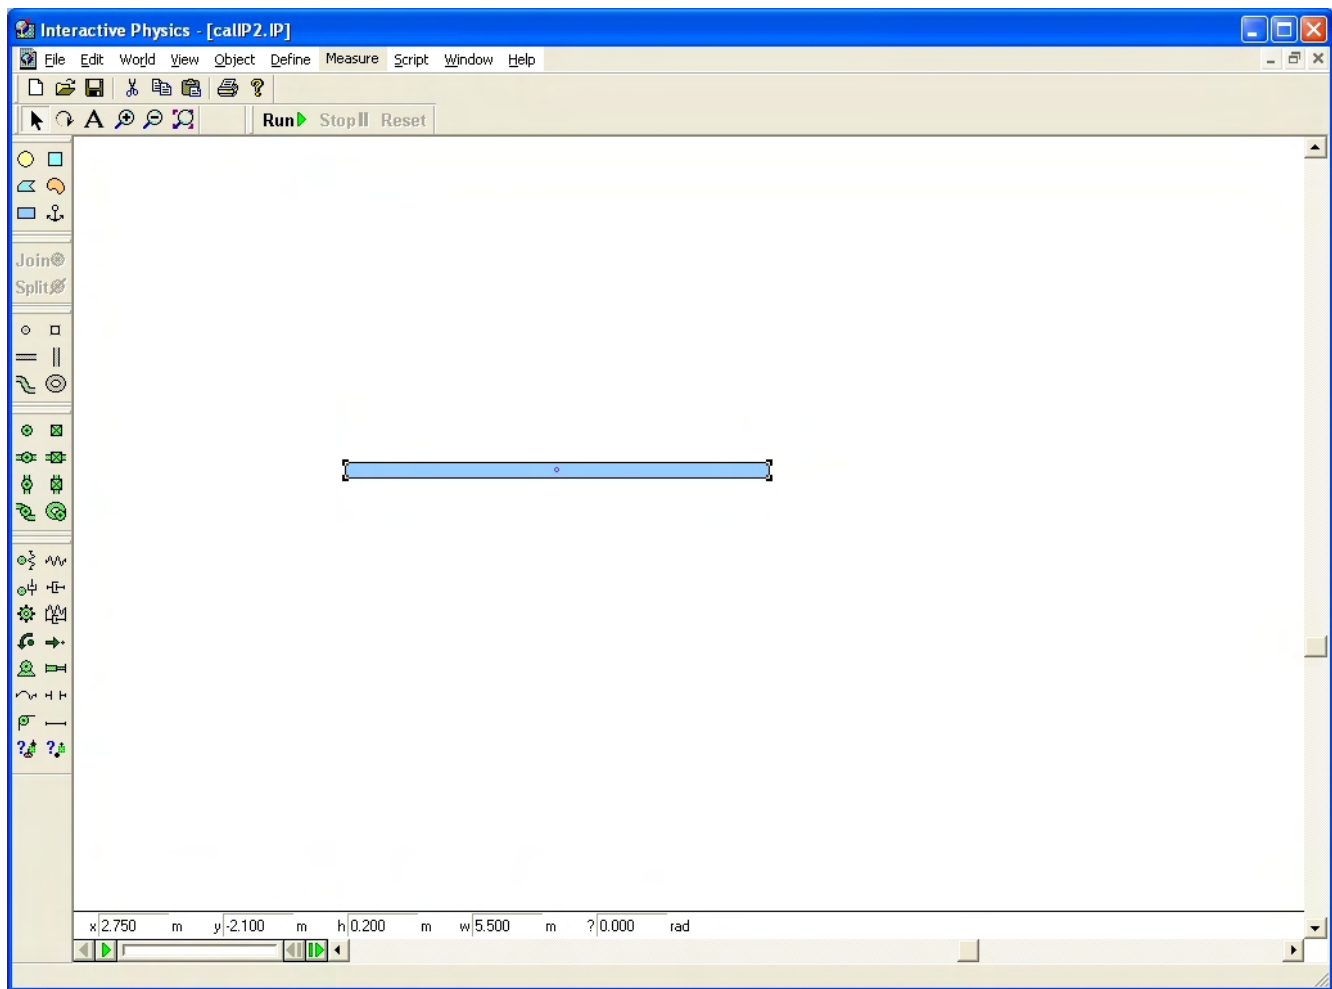 Interactive Physics - [calIP2.IP]
File Edit World View Object Define Measure Script Window Help
A Run Stop Reset
Join
Split
x 2.750 m y -2.100 m h 0.200 m w 5.500 m ? 0.000 rad